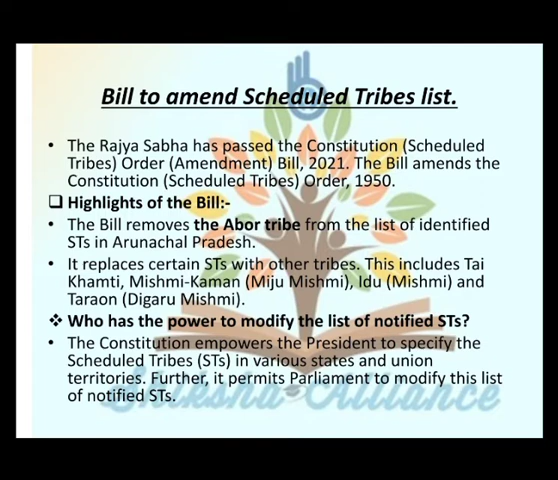 Bill to amend Scheduled Tribes list.
• The Rajya Sabha has passed the Constitution (Scheduled
Tribes) Order (Amendment) Bill, 2021. The Bill amends the
Constitution (Scheduled Tribes) Order, 1950.
❑ Highlights of the Bill:-
• The Bill removes the Abor tribe from the list of identified
STs in Arunachal Pradesh.
• It replaces certain STs with other tribes. This includes Tai
Khamti, Mishmi-Kaman (Miju Mishmi), Idu (Mishmi) and
Taraon (Digaru Mishmi).
❖ Who has the power to modify the list of notified STs?
• The Constitution empowers the President to specify the
Scheduled Tribes (STs) in various states and union
territories. Further, it permits Parliament to modify this list
of notified STs.
Shiksha Alliance